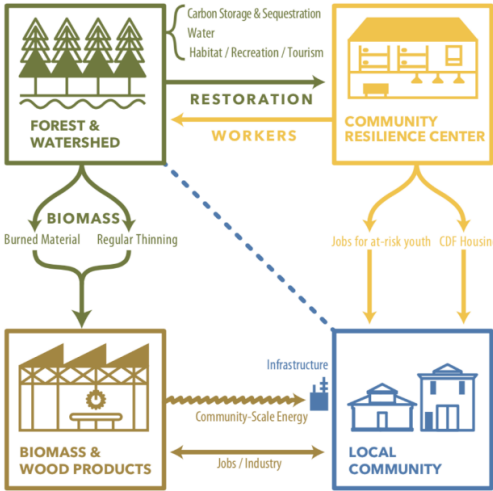 Carbon Storage & Sequestration
Water
Habitat / Recreation / Tourism
RESTORATION
WORKERS
FOREST &
WATERSHED
COMMUNITY
RESILIENCE CENTER
BIOMASS
Burned Material
Regular Thinning
Jobs for at-risk youth
CDF Housin
Infrastructure
Community-Scale Energy
Jobs / Industry
BIOMASS &
WOOD PRODUCTS
LOCAL
COMMUNITY